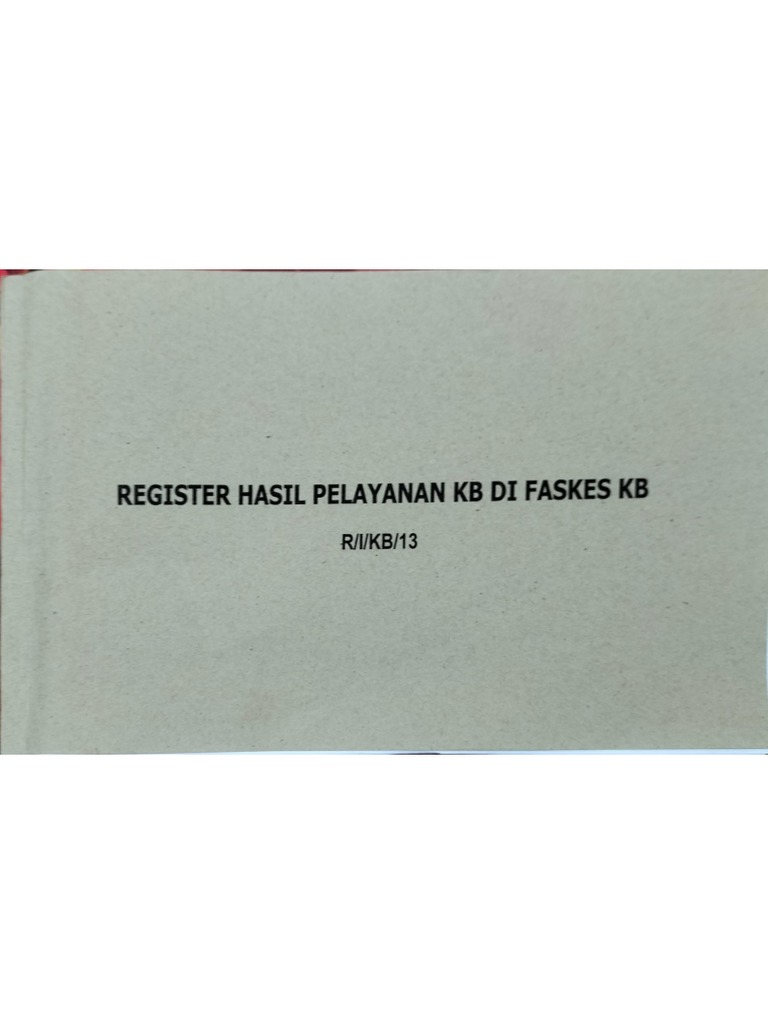 REGISTER HASIL PELAYANAN KB DI FASKES KB
R/I/KB/13